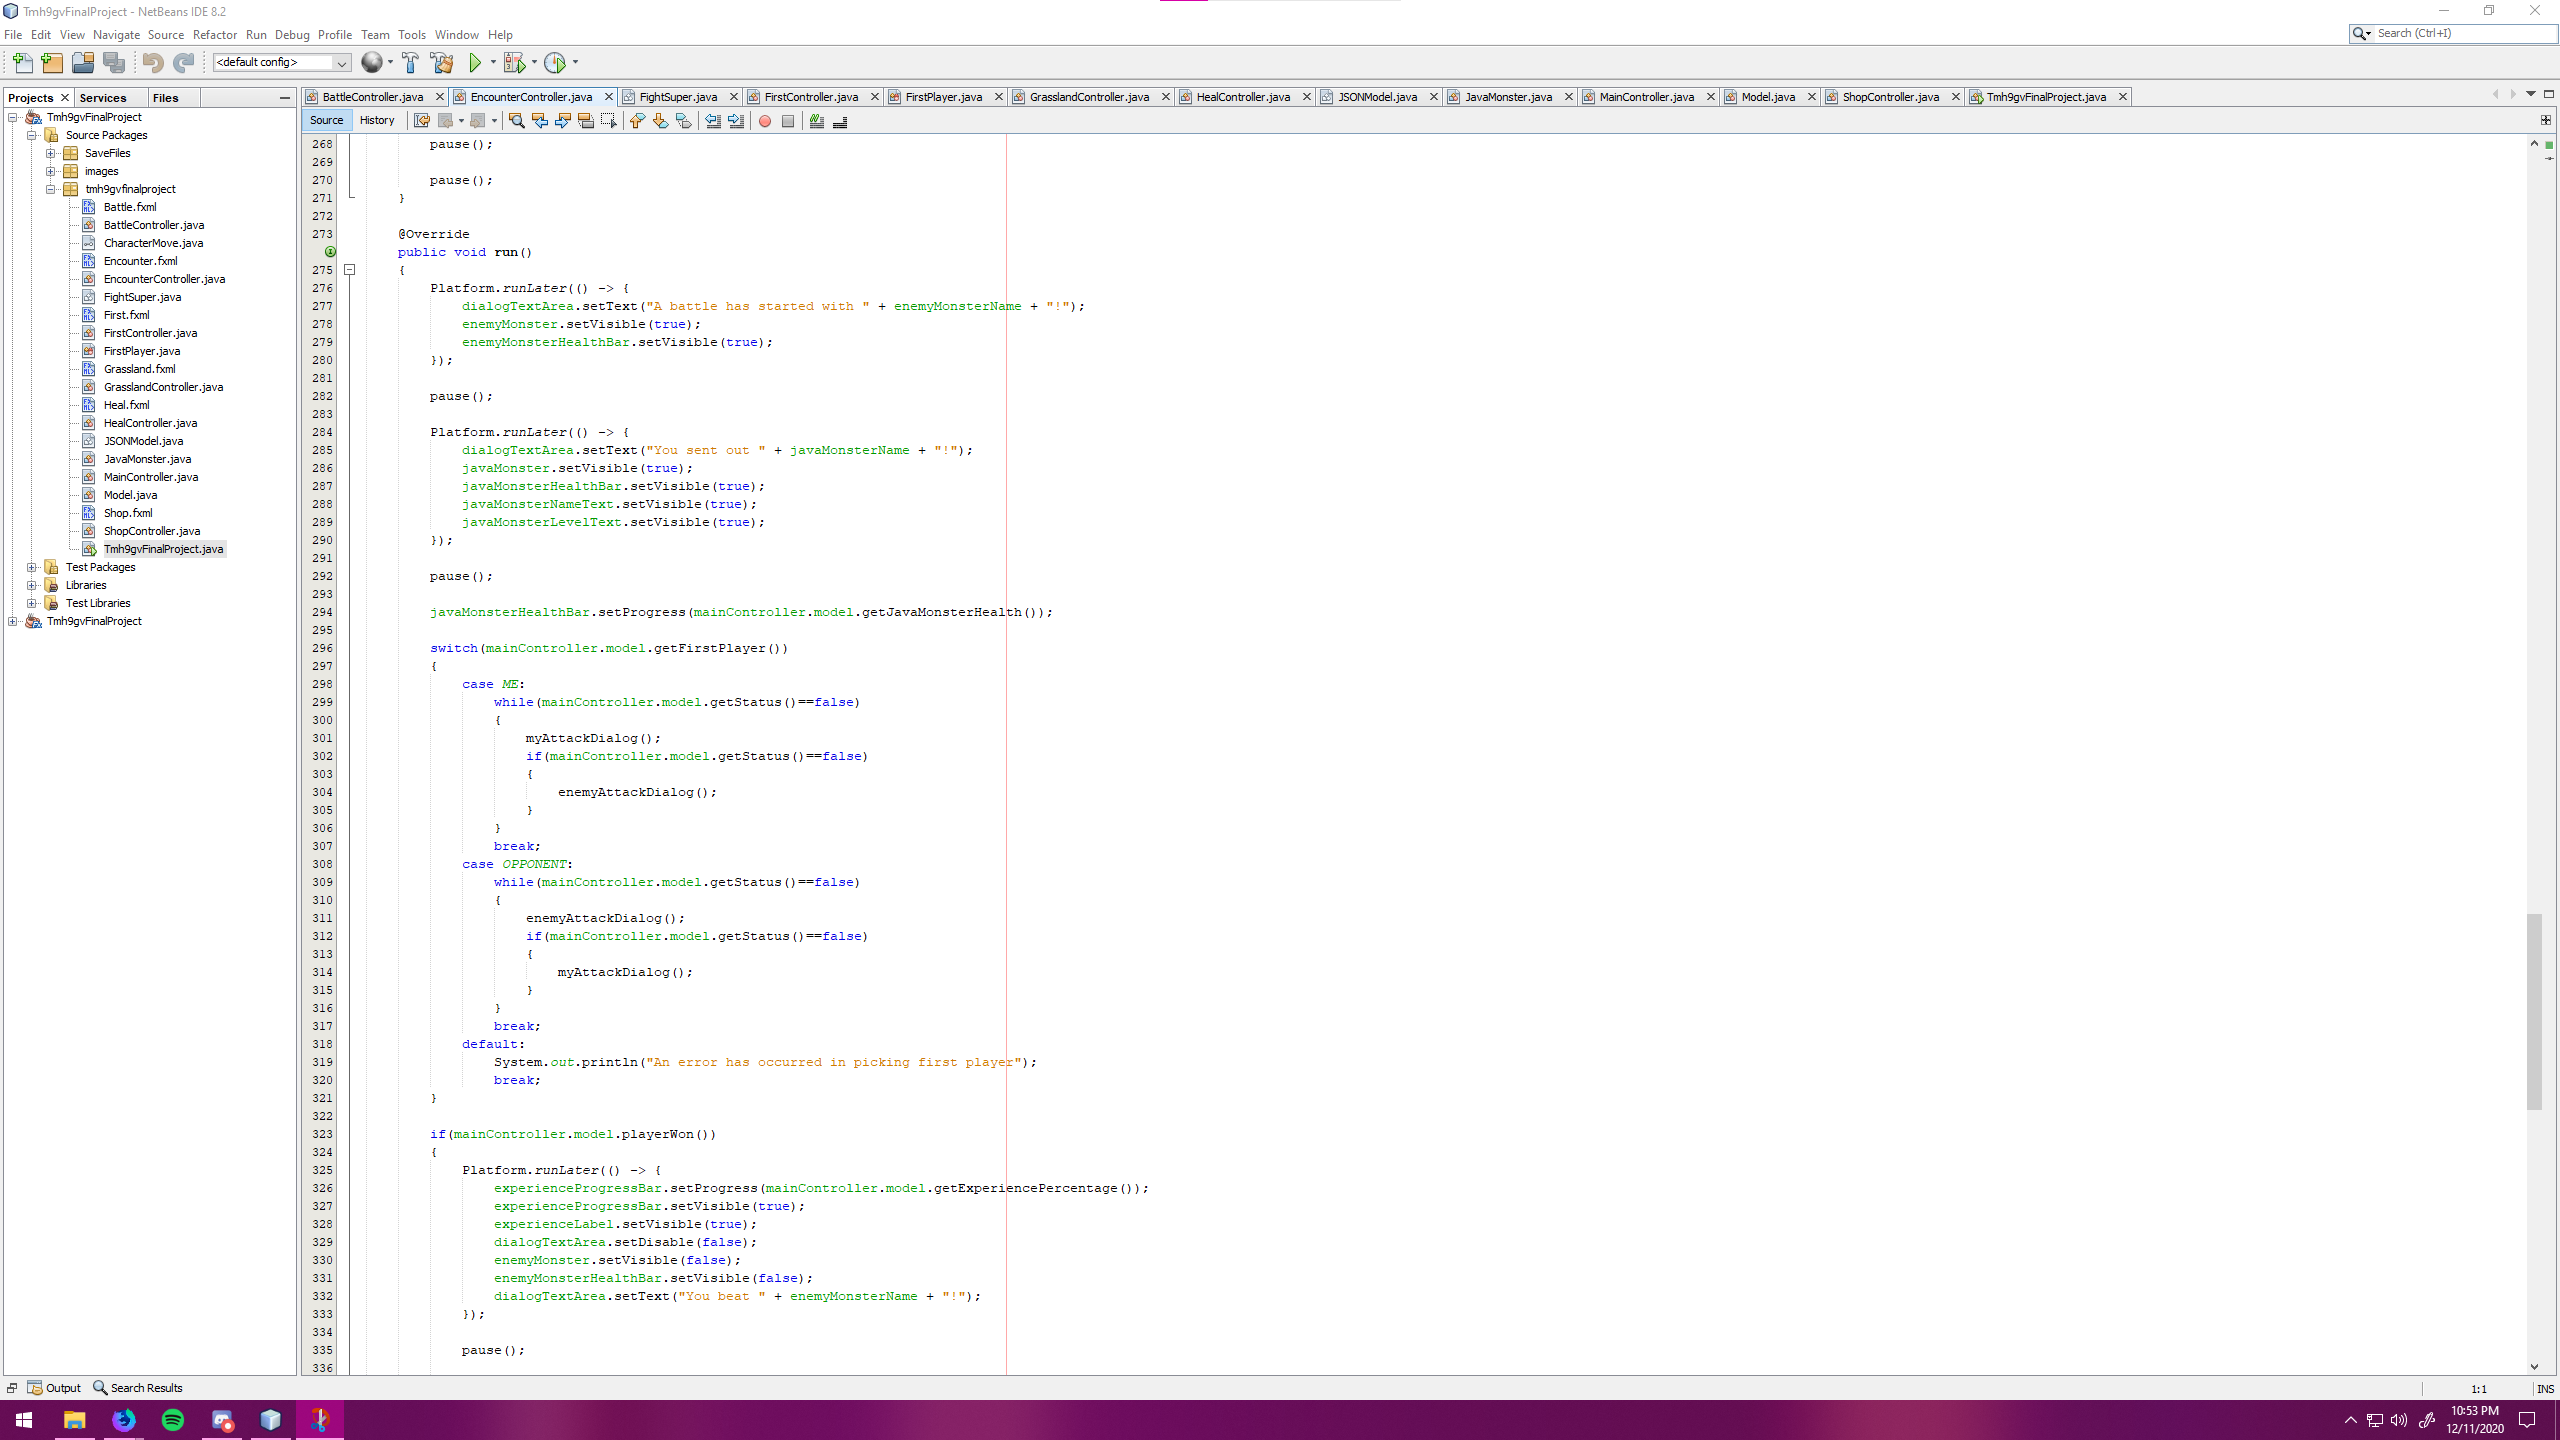 Tmh9gvFinalProject - NetBeans IDE 8.2
File Edit View Navigate Source Refactor Run Debug Profile Team Tools Window Help
Search (Ctrl+I)
<default config>
Projects Services Files
BattleController.java EncounterController.java FightSuper.java FirstController.java FirstPlayer.java GrasslandController.java HealController.java JSONModel.java JavaMonster.java MainController.java Model.java ShopController.java Tmh9gvFinalProject.java
Source History
Tmh9gvFinalProject
Source Packages
SaveFiles
images
tmh9gvfinalproject
Battle.fxml
BattleController.java
CharacterMove.java
Encounter.fxml
EncounterController.java
FightSuper.java
First.fxml
FirstController.java
FirstPlayer.java
Grassland.fxml
GrasslandController.java
Heal.fxml
HealController.java
JSONModel.java
JavaMonster.java
MainController.java
Model.java
Shop.fxml
ShopController.java
Tmh9gvFinalProject.java
Test Packages
Libraries
Test Libraries
Tmh9gvFinalProject
268 pause();
269
270 pause();
271 }
272
273 @Override
public void run()
275 {
276 Platform.runLater(() -> {
277 dialogTextArea.setText("A battle has started with " + enemyMonsterName + "!");
278 enemyMonster.setVisible(true);
279 enemyMonsterHealthBar.setVisible(true);
280 });
281
282 pause();
283
284 Platform.runLater(() -> {
285 dialogTextArea.setText("You sent out " + javaMonsterName + "!");
286 javaMonster.setVisible(true);
287 javaMonsterHealthBar.setVisible(true);
288 javaMonsterNameText.setVisible(true);
289 javaMonsterLevelText.setVisible(true);
290 });
291
292 pause();
293
294 javaMonsterHealthBar.setProgress(mainController.model.getJavaMonsterHealth());
295
296 switch(mainController.model.getFirstPlayer())
297 {
298 case ME:
299 while(mainController.model.getStatus()==false)
300 {
301 myAttackDialog();
302 if(mainController.model.getStatus()==false)
303 {
304 enemyAttackDialog();
305 }
306 }
307 break;
308 case OPPONENT:
309 while(mainController.model.getStatus()==false)
310 {
311 enemyAttackDialog();
312 if(mainController.model.getStatus()==false)
313 {
314 myAttackDialog();
315 }
316 }
317 break;
318 default:
319 System.out.println("An error has occurred in picking first player");
320 break;
321 }
322
323 if(mainController.model.playerWon())
324 {
325 Platform.runLater(() -> {
326 experienceProgressBar.setProgress(mainController.model.getExperiencePercentage());
327 experienceProgressBar.setVisible(true);
328 experienceLabel.setVisible(true);
329 dialogTextArea.setDisable(false);
330 enemyMonster.setVisible(false);
331 enemyMonsterHealthBar.setVisible(false);
332 dialogTextArea.setText("You beat " + enemyMonsterName + "!");
333 });
334
335 pause();
336
Output Search Results
1:1 INS
10:53 PM
12/11/2020